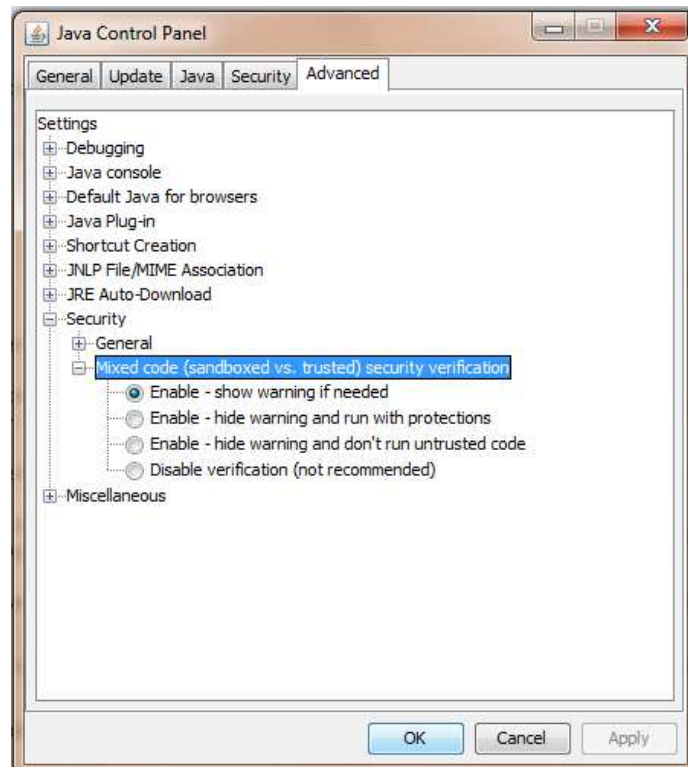 Java Control Panel
General Update Java Security Advanced
Settings
Debugging
Java console
Default Java for browsers
Java Plug-in
Shortcut Creation
JNLP File/MIME Association
JRE Auto-Download
Security
General
Mixed code (sandboxed vs. trusted) security verification
Enable - show warning if needed
Enable - hide warning and run with protections
Enable - hide warning and don't run untrusted code
Disable verification (not recommended)
Miscellaneous
OK Cancel Apply